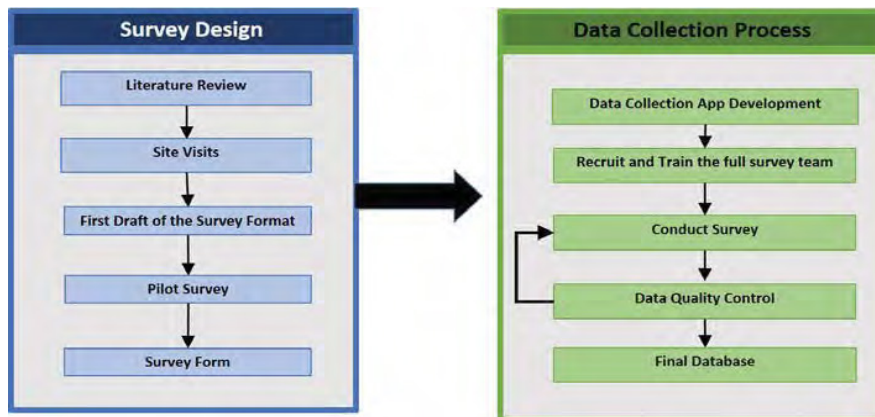 Survey Design
Literature Review
Site Visits
First Draft of the Survey Format
Pilot Survey
Survey Form
Data Collection Process
Data Collection App Development
Recruit and Train the full survey team
Conduct Survey
Data Quality Control
Final Database